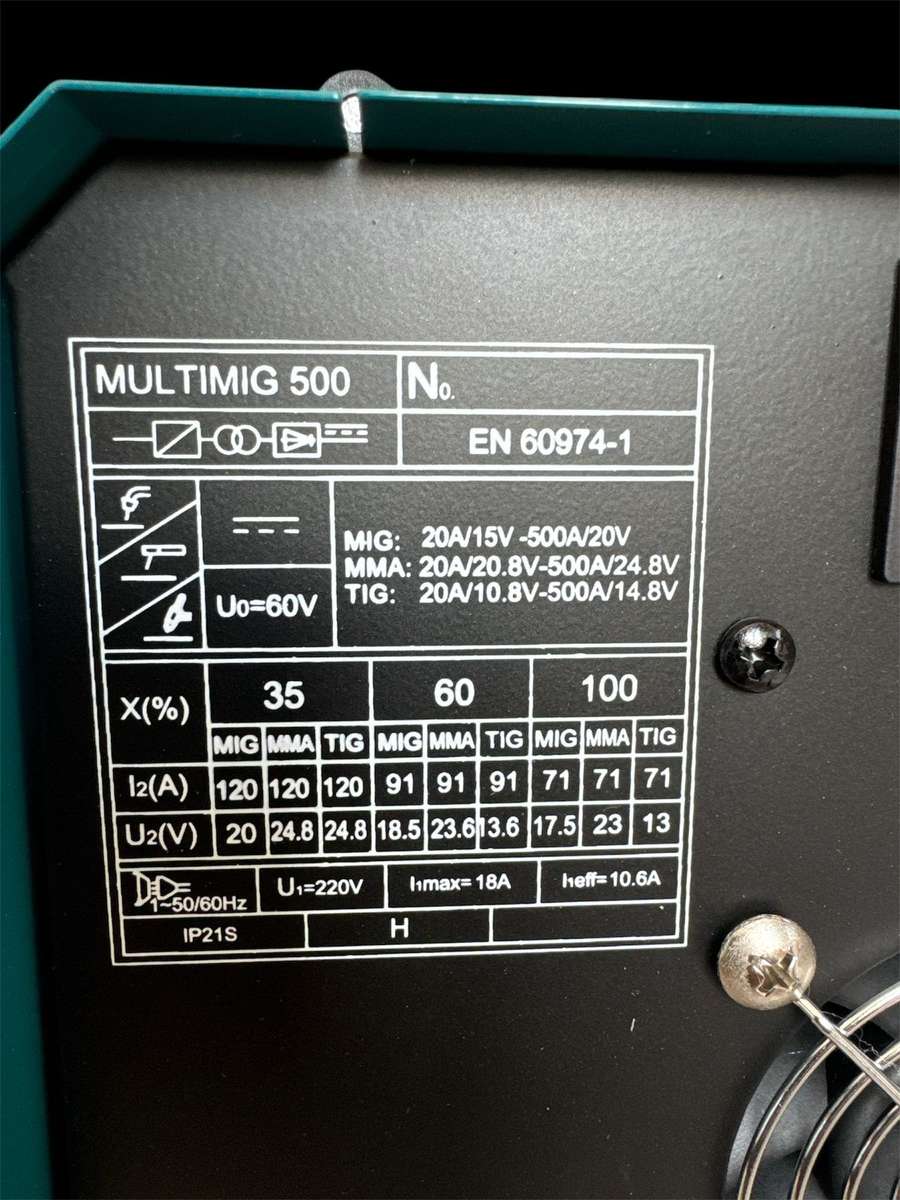 MULTIMIG 500 No.
EN 60974-1
MIG: 20A/15V -500A/20V
MMA: 20A/20.8V-500A/24.8V
TIG: 20A/10.8V-500A/14.8V
U0=60V
X(%) 35 60 100
MIG MMA TIG MIG MMA TIG MIG MMA TIG
I2(A) 120 120 120 91 91 91 71 71 71
U2(V) 20 24.8 24.8 18.5 23.6 13.6 17.5 23 13
1~50/60Hz U1=220V I1max=18A I1eff=10.6A
IP21S H